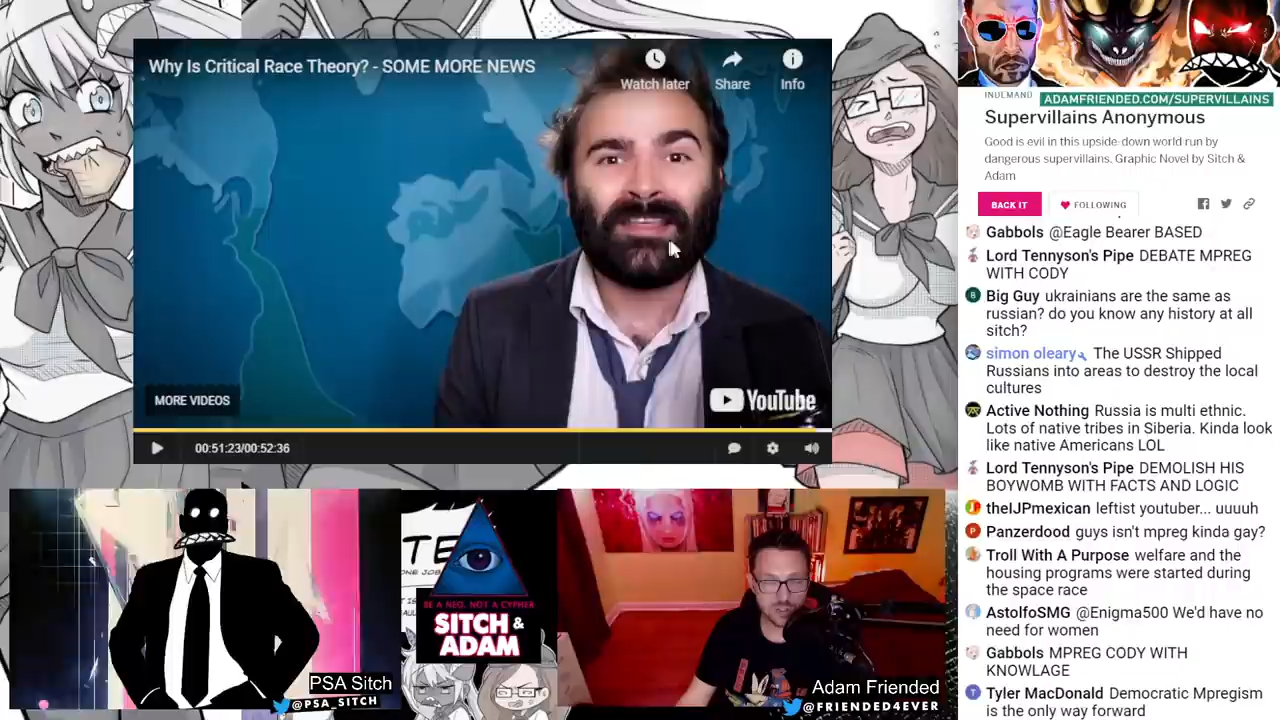 Why Is Critical Race Theory? - SOME MORE NEWS
Watch later
Share
Info
MORE VIDEOS
YouTube
00:51:23/00:52:36
PSA Sitch
@PSA_SITCH
TE
ONE JOB
BE A NEO, NOT A CYPHER
SITCH &
ADAM
Adam Friended
@FRIENDED4EVER
INDEMAND
ADAMFRIENDED.COM/SUPERVILLAINS
Supervillains Anonymous
Good is evil in this upside-down world run by
dangerous supervillains. Graphic Novel by Sitch &
Adam
BACK IT
FOLLOWING
Gabbols @Eagle Bearer BASED
Lord Tennyson's Pipe DEBATE MPREG
WITH CODY
Big Guy ukrainians are the same as
russian? do you know any history at all
sitch?
simon oleary The USSR Shipped
Russians into areas to destroy the local
cultures
Active Nothing Russia is multi ethnic.
Lots of native tribes in Siberia. Kinda look
like native Americans LOL
Lord Tennyson's Pipe DEMOLISH HIS
BOYWOMB WITH FACTS AND LOGIC
theIJPmexican leftist youtuber... uuuuh
Panzerdood guys isn't mpreg kinda gay?
Troll With A Purpose welfare and the
housing programs were started during
the space race
AstolfoSMG @Enigma500 We'd have no
need for women
Gabbols MPREG CODY WITH
KNOWLAGE
Tyler MacDonald Democratic Mpregism
is the only way forward